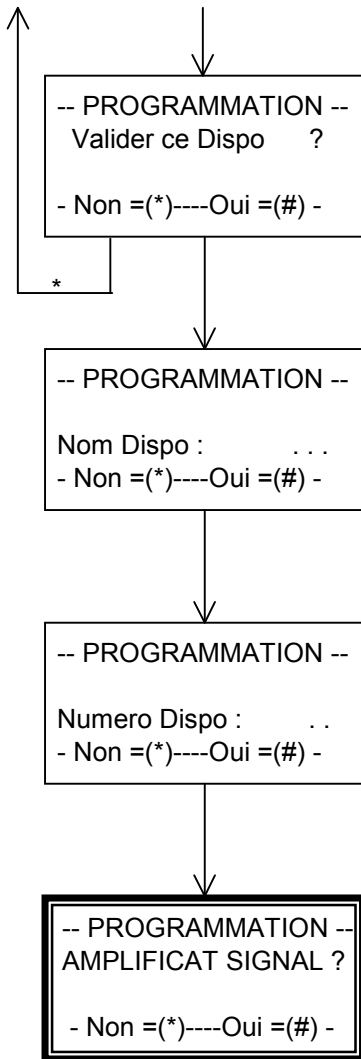 -- PROGRAMMATION --
Valider ce Dispo ?
- Non =(*)----Oui =(#) -
*
-- PROGRAMMATION --
Nom Dispo : . . .
- Non =(*)----Oui =(#) -
-- PROGRAMMATION --
Numero Dispo : . .
- Non =(*)----Oui =(#) -
-- PROGRAMMATION --
AMPLIFICAT SIGNAL ?
- Non =(*)----Oui =(#) -